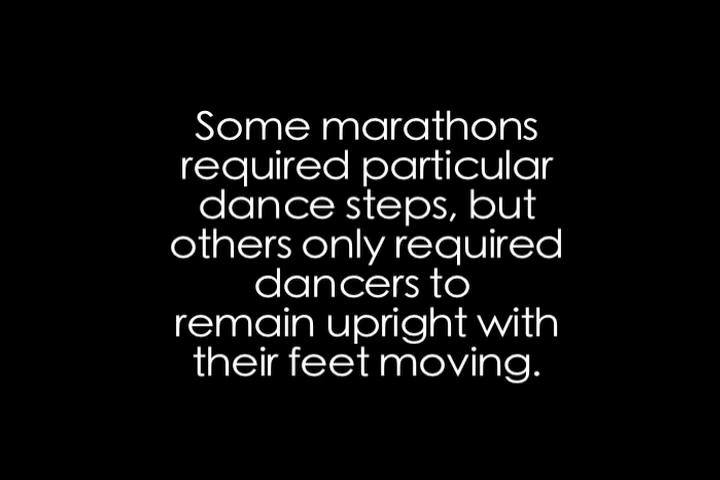 Some marathons
required particular
dance steps, but
others only required
dancers to
remain upright with
their feet moving.